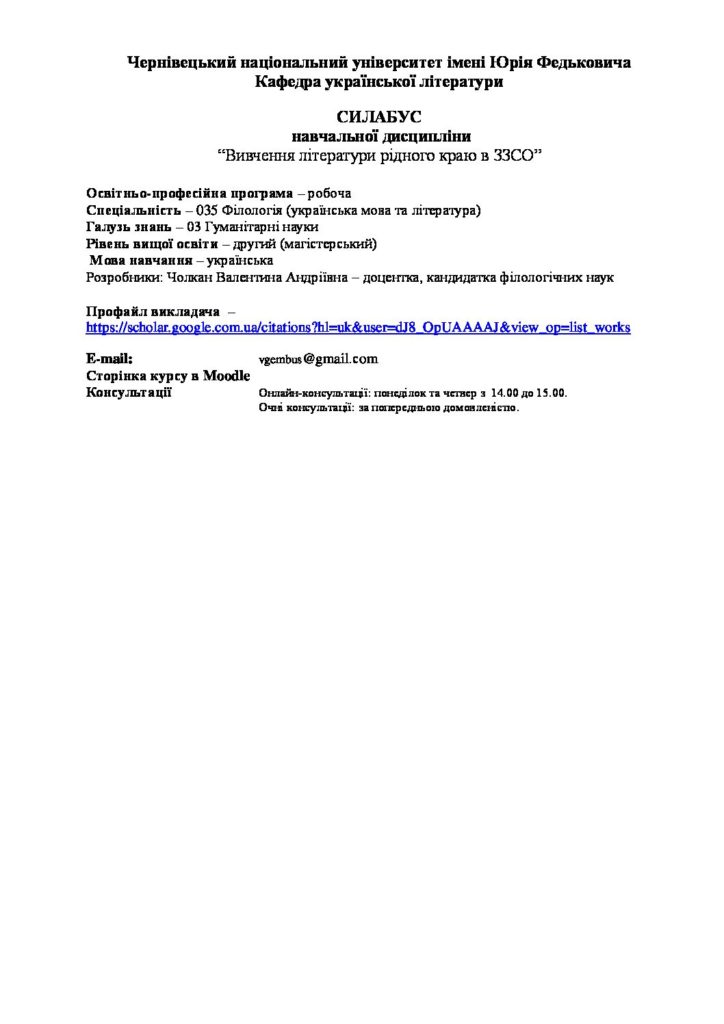 Чернівецький національний університет імені Юрія Федьковича
Кафедра української літератури
СИЛАБУС
навчальної дисципліни
“Вивчення літератури рідного краю в ЗЗСО”
Освітньо-професійна програма – робоча
Спеціальність – 035 Філологія (українська мова та література)
Галузь знань – 03 Гуманітарні науки
Рівень вищої освіти – другий (магістерський)
Мова навчання – українська
Розробники: Чолкан Валентина Андріївна – доцентка, кандидатка філологічних наук
Профайл викладача –
https://scholar.google.com.ua/citations?hl=uk&user=dJ8_OpUAAAAJ&view_op=list_works
E-mail: vgembus@gmail.com
Сторінка курсу в Moodle
Консультації Онлайн-консультації: понеділок та четвер з 14.00 до 15.00.
Очні консультації: за попередньою домовленістю.